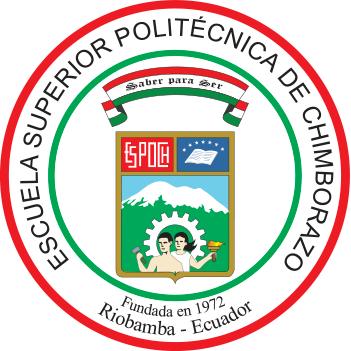 ESCUELA SUPERIOR POLITÉCNICA DE CHIMBORAZO
Saber para Ser
ESPOCH
Fundada en 1972
Riobamba - Ecuador